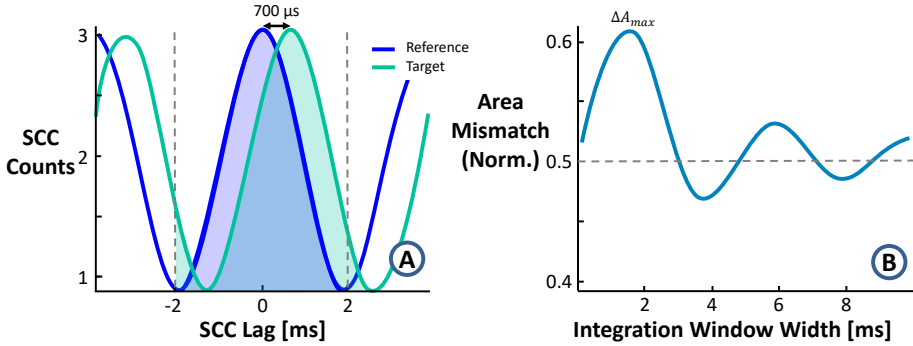 700 µs
3
2
1
SCC
Counts
Reference
Target
-2
0
2
SCC Lag [ms]
A
ΔA_max
0.6
0.5
0.4
Area
Mismatch
(Norm.)
2
4
6
8
Integration Window Width [ms]
B